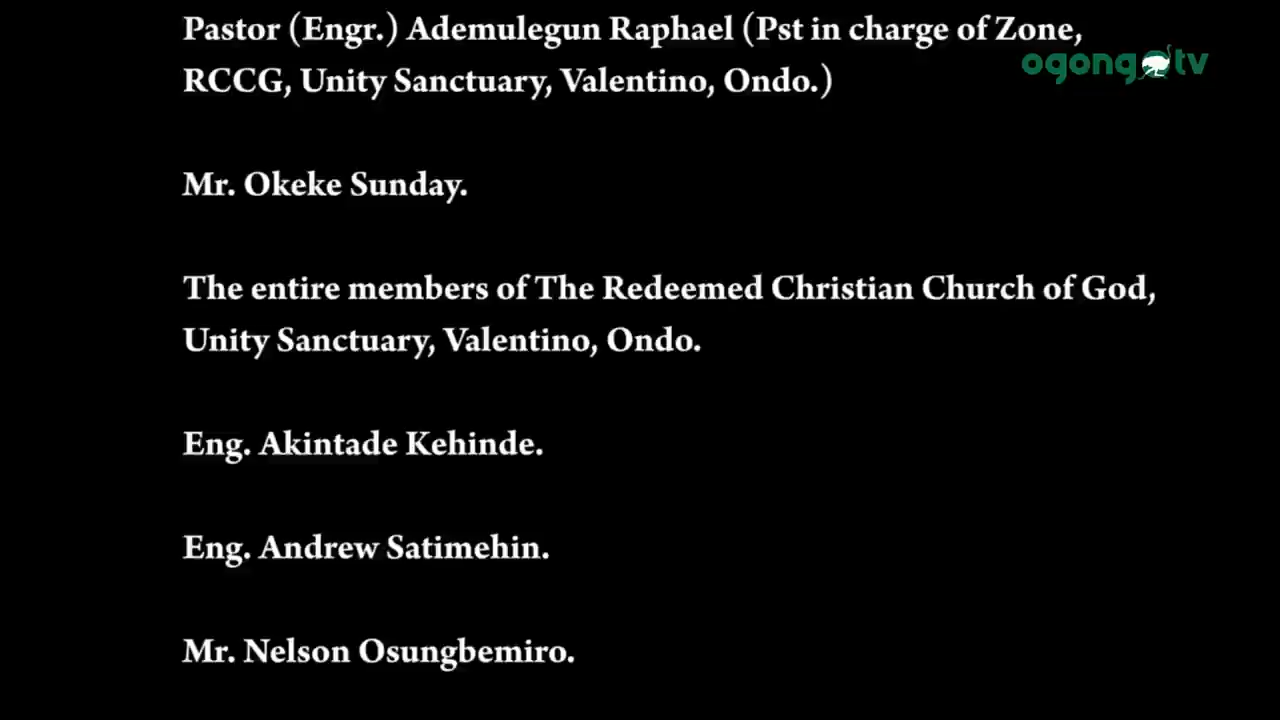 Pastor (Engr.) Ademulegun Raphael (Pst in charge of Zone,
RCCG, Unity Sanctuary, Valentino, Ondo.)
ogongotv
Mr. Okeke Sunday.
The entire members of The Redeemed Christian Church of God,
Unity Sanctuary, Valentino, Ondo.
Eng. Akintade Kehinde.
Eng. Andrew Satimehin.
Mr. Nelson Osungbemiro.